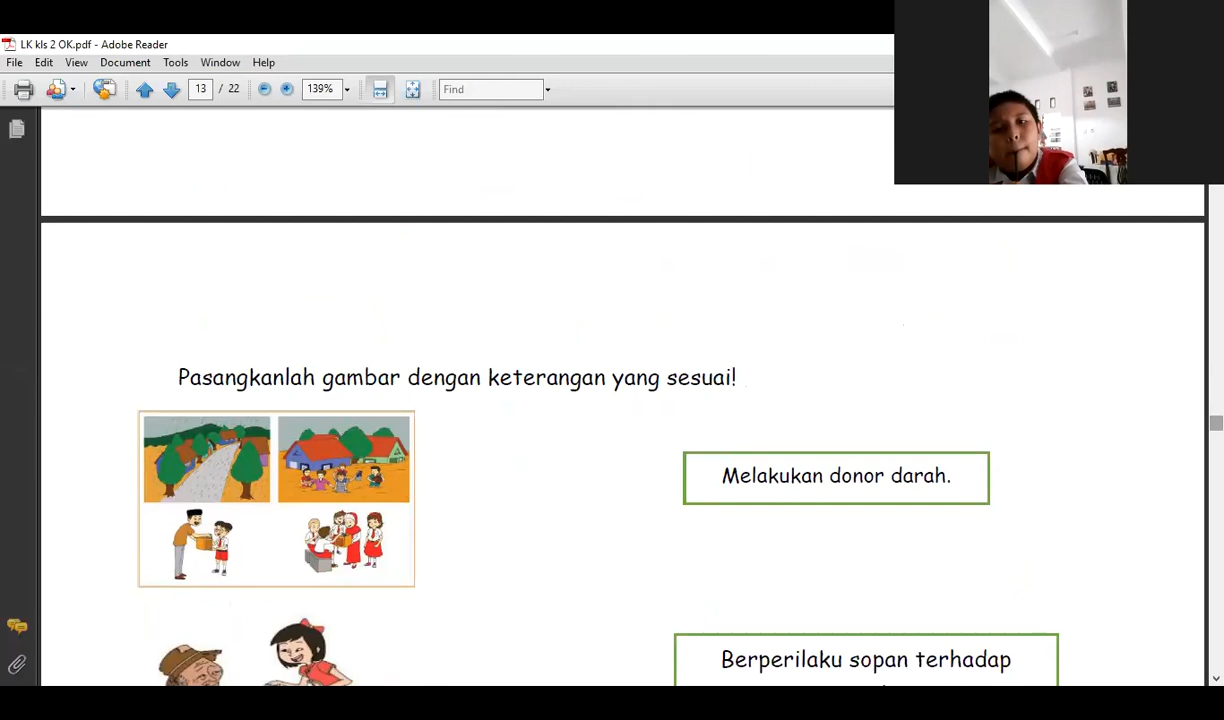 LK kls 2 OK.pdf - Adobe Reader
File Edit View Document Tools Window Help
13 / 22 139% Find
Pasangkanlah gambar dengan keterangan yang sesuai!
Melakukan donor darah.
Berperilaku sopan terhadap